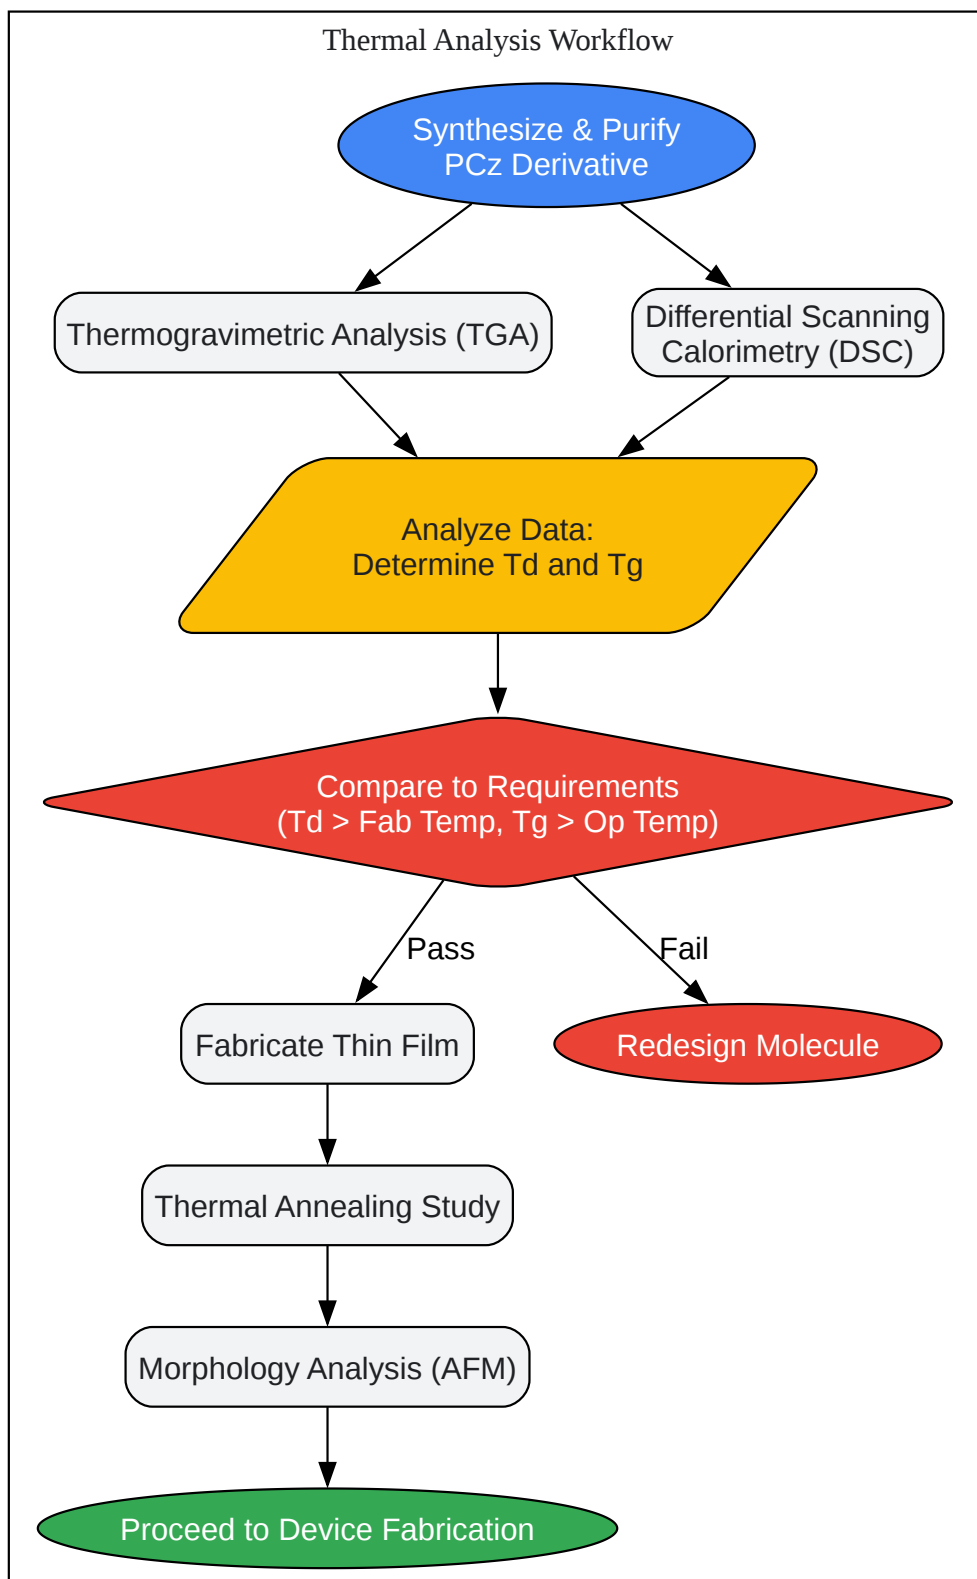 Thermal Analysis Workflow
Synthesize & Purify
PCz Derivative
Thermogravimetric Analysis (TGA)
Differential Scanning
Calorimetry (DSC)
Analyze Data:
Determine Td and Tg
Compare to Requirements
(Td > Fab Temp, Tg > Op Temp)
Pass
Fail
Fabricate Thin Film
Redesign Molecule
Thermal Annealing Study
Morphology Analysis (AFM)
Proceed to Device Fabrication